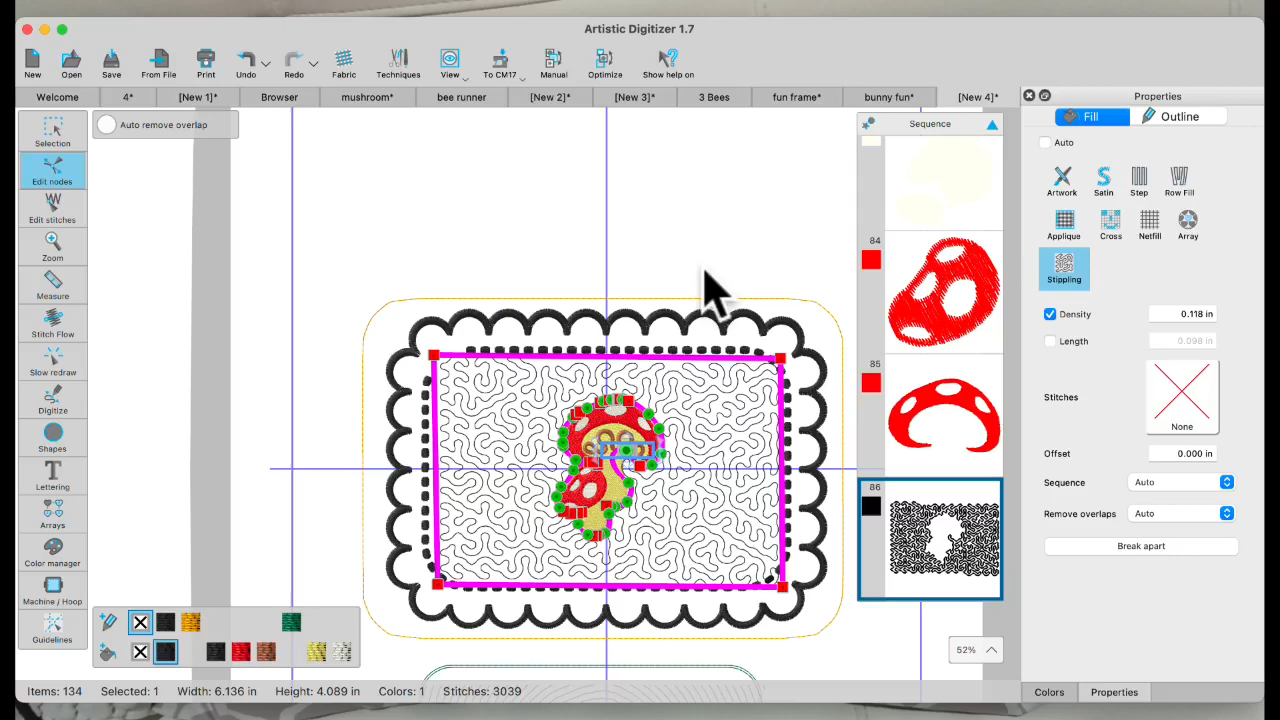 Artistic Digitizer 1.7
New Open Save From File Print Undo Redo Fabric Techniques View To CM17 Manual Optimize Show help on
Welcome 4* [New 1]* Browser mushroom* bee runner [New 2]* [New 3]* 3 Bees fun frame* bunny fun* [New 4]*
Properties
Selection
Edit nodes
Edit stitches
Zoom
Measure
Stitch Flow
Slow redraw
Digitize
Shapes
Lettering
Arrays
Color manager
Machine / Hoop
Guidelines
Auto remove overlap
Sequence
84
85
86
52%
Fill Outline
Auto
Artwork Satin Step Row Fill
Applique Cross Netfill Array
Stippling
Density 0.118 in
Length 0.098 in
Stitches
None
Offset 0.000 in
Sequence Auto
Remove overlaps Auto
Break apart
Colors Properties
Items: 134 Selected: 1 Width: 6.136 in Height: 4.089 in Colors: 1 Stitches: 3039